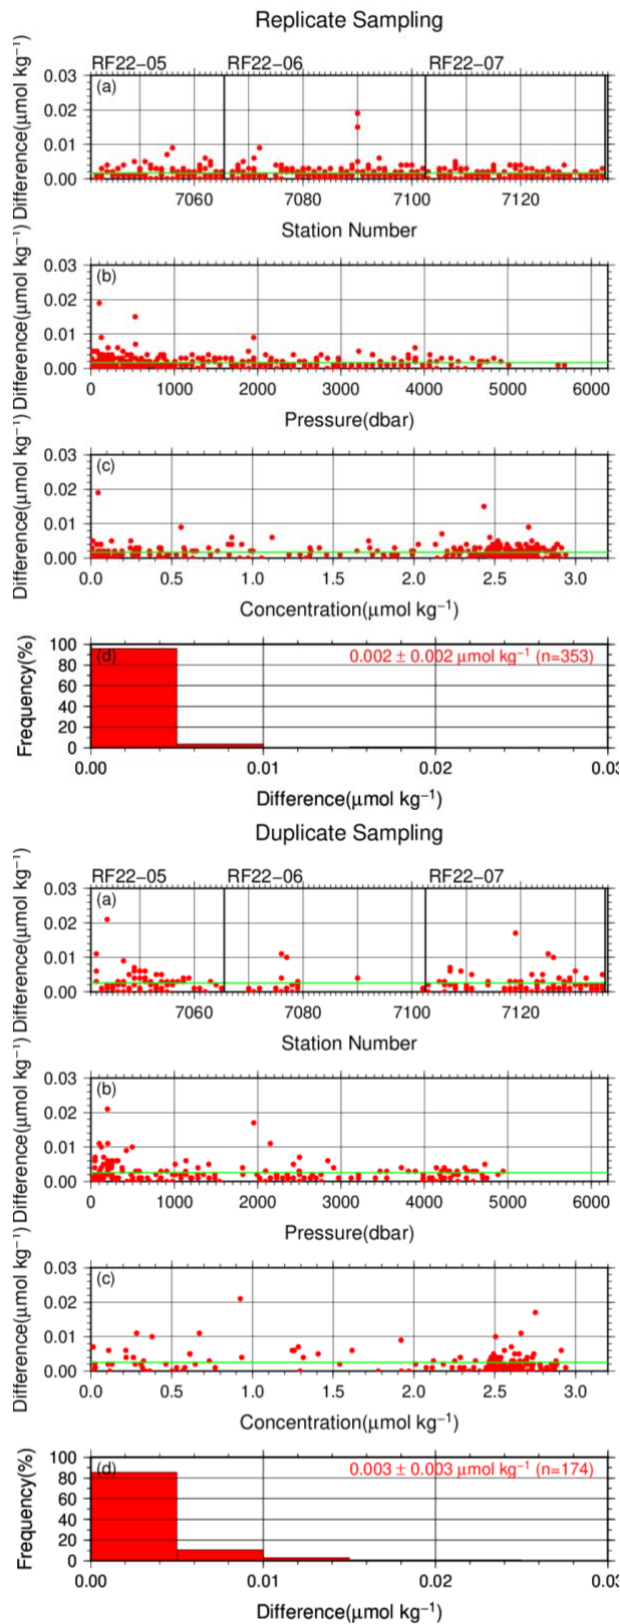 Replicate Sampling
RF22−05 RF22−06 RF22−07
(a)
0.03
0.02
0.01
0.00
Difference(μmol kg⁻¹)
7060 7080 7100 7120
Station Number
(b)
0.03
0.02
0.01
0.00
Difference(μmol kg⁻¹)
0 1000 2000 3000 4000 5000 6000
Pressure(dbar)
(c)
0.03
0.02
0.01
0.00
Difference(μmol kg⁻¹)
0.0 0.5 1.0 1.5 2.0 2.5 3.0
Concentration(μmol kg⁻¹)
(d)
0.002 ± 0.002 μmol kg⁻¹ (n=353)
100
80
60
40
20
0
Frequency(%)
0.00 0.01 0.02 0.03
Difference(μmol kg⁻¹)
Duplicate Sampling
RF22−05 RF22−06 RF22−07
(a)
0.03
0.02
0.01
0.00
Difference(μmol kg⁻¹)
7060 7080 7100 7120
Station Number
(b)
0.03
0.02
0.01
0.00
Difference(μmol kg⁻¹)
0 1000 2000 3000 4000 5000 6000
Pressure(dbar)
(c)
0.03
0.02
0.01
0.00
Difference(μmol kg⁻¹)
0.0 0.5 1.0 1.5 2.0 2.5 3.0
Concentration(μmol kg⁻¹)
(d)
0.003 ± 0.003 μmol kg⁻¹ (n=174)
100
80
60
40
20
0
Frequency(%)
0.00 0.01 0.02 0.03
Difference(μmol kg⁻¹)